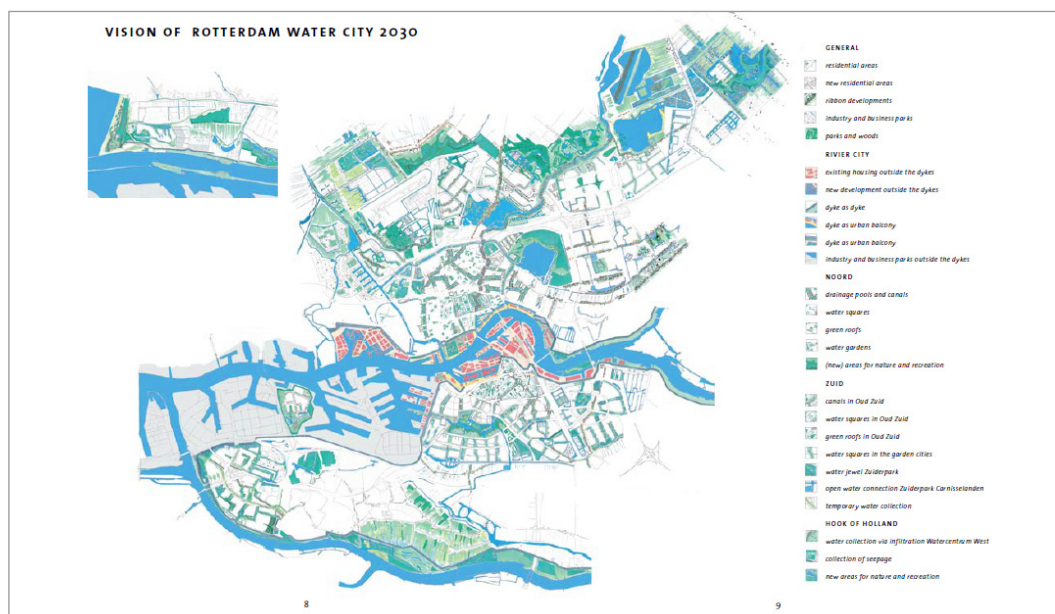 VISION OF ROTTERDAM WATER CITY 2030
GENERAL
residential areas
new residential areas
ribbon developments
industry and business parks
parks and woods
RIVIER CITY
existing housing outside the dykes
new development outside the dykes
dyke as dyke
dyke as urban balcony
dyke as urban balcony
industry and business parks outside the dykes
NOORD
drainage pools and canals
water squares
green roofs
water gardens
(new) areas for nature and recreation
ZUID
canals in Oud Zuid
water squares in Oud Zuid
green roofs in Oud Zuid
water squares in the garden cities
water jewel Zuiderpark
open water connection Zuiderpark Carnisselanden
temporary water collection
HOOK OF HOLLAND
water collection via infiltration Watercentrum West
collection of seepage
new areas for nature and recreation
8
9